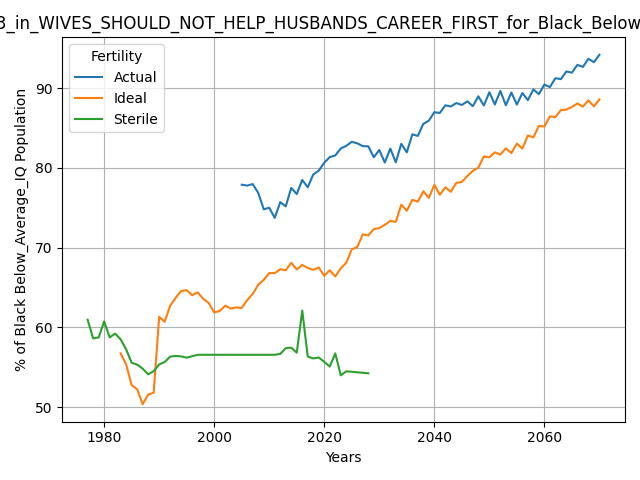 3_in_WIVES_SHOULD_NOT_HELP_HUSBANDS_CAREER_FIRST_for_Black_Below
Fertility
Actual
Ideal
Sterile
% of Black Below_Average_IQ Population
90
80
70
60
50
1980
2000
2020
2040
2060
Years